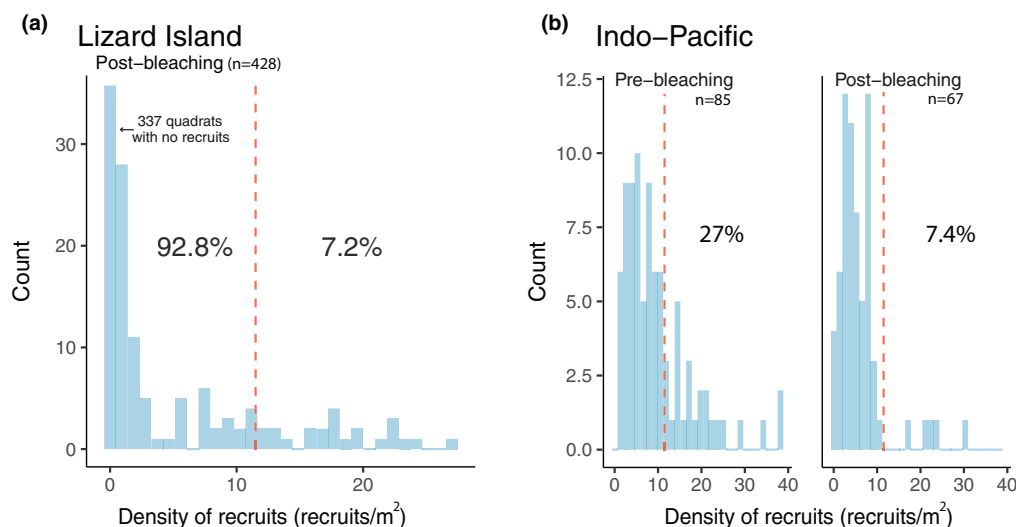 (a)
Lizard Island
Post−bleaching (n=428)
← 337 quadrats
with no recruits
92.8%
7.2%
Count
30
20
10
0
0
10
20
Density of recruits (recruits/m²)
(b)
Indo−Pacific
Pre−bleaching
n=85
27%
Post−bleaching
n=67
7.4%
Count
12.5
10.0
7.5
5.0
2.5
0.0
0
10
20
30
40
0
10
20
30
40
Density of recruits (recruits/m²)